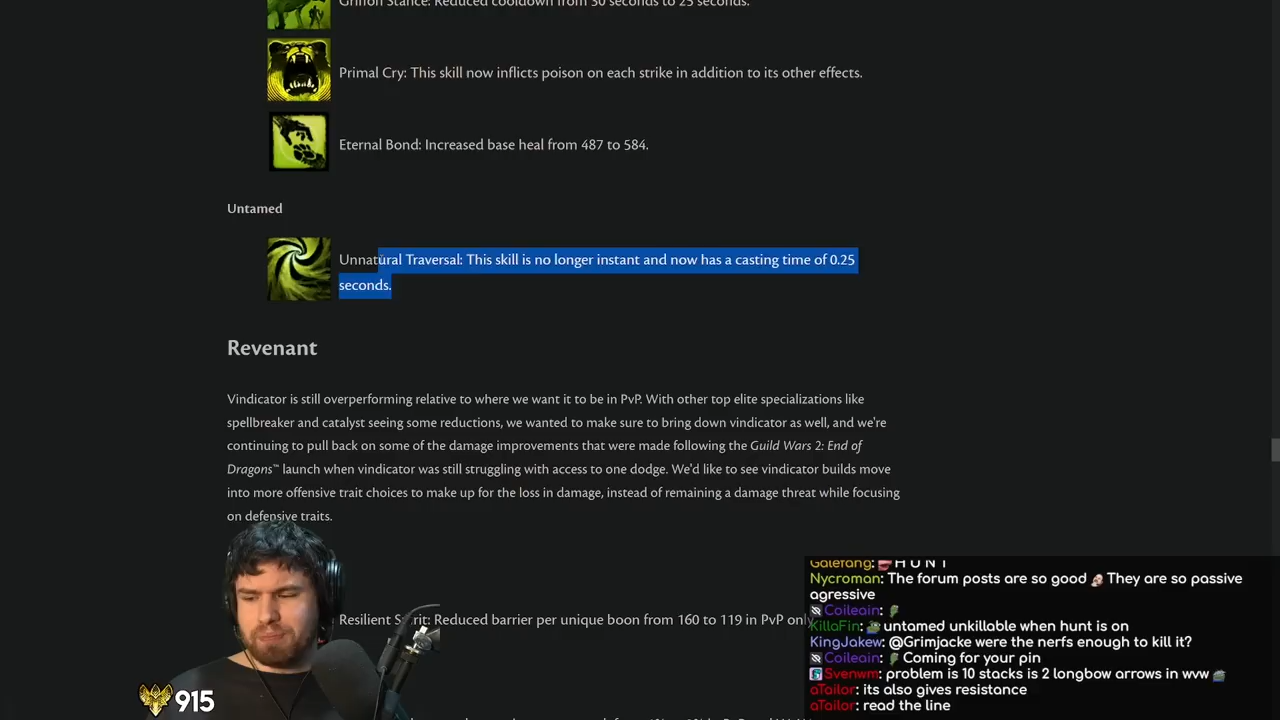 Griffon Stance: Reduced cooldown from 30 seconds to 25 seconds.
Primal Cry: This skill now inflicts poison on each strike in addition to its other effects.
Eternal Bond: Increased base heal from 487 to 584.
Untamed
Unnatural Traversal: This skill is no longer instant and now has a casting time of 0.25
seconds.
Revenant
Vindicator is still overperforming relative to where we want it to be in PvP. With other top elite specializations like
spellbreaker and catalyst seeing some reductions, we wanted to make sure to bring down vindicator as well, and we're
continuing to pull back on some of the damage improvements that were made following the Guild Wars 2: End of
Dragons™ launch when vindicator was still struggling with access to one dodge. We'd like to see vindicator builds move
into more offensive trait choices to make up for the loss in damage, instead of remaining a damage threat while focusing
on defensive traits.
Resilient Spirit: Reduced barrier per unique boon from 160 to 119 in PvP only
915
Galefang: H U N T
Nycroman: The forum posts are so good They are so passive
agressive
Coileain:
KillaFin: untamed unkillable when hunt is on
KingJakew: @Grimjacke were the nerfs enough to kill it?
Coileain: Coming for your pin
Svenwm: problem is 10 stacks is 2 longbow arrows in wvw
aTailor: its also gives resistance
aTailor: read the line